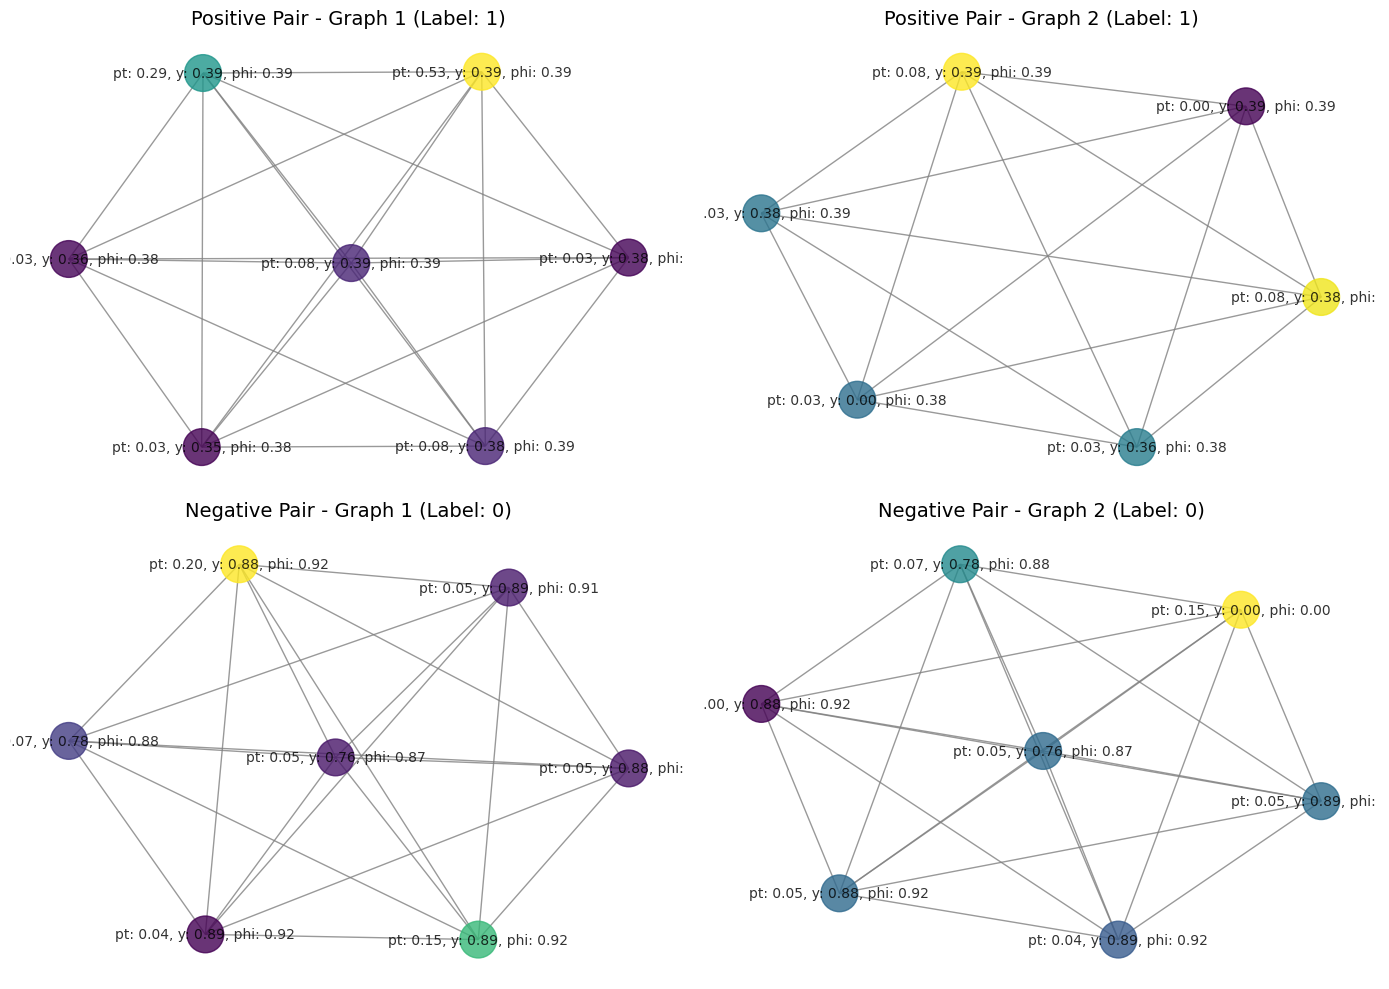 Positive Pair - Graph 1 (Label: 1)
Positive Pair - Graph 2 (Label: 1)
pt: 0.29, y: 0.39, phi: 0.39
pt: 0.53, y: 0.39, phi: 0.39
.03, y: 0.36, phi: 0.38
pt: 0.08, y: 0.39, phi: 0.39
pt: 0.03, y: 0.38, phi:
pt: 0.03, y: 0.35, phi: 0.38
pt: 0.08, y: 0.38, phi: 0.39
pt: 0.08, y: 0.39, phi: 0.39
pt: 0.00, y: 0.39, phi: 0.39
.03, y: 0.38, phi: 0.39
pt: 0.08, y: 0.38, phi:
pt: 0.03, y: 0.00, phi: 0.38
pt: 0.03, y: 0.36, phi: 0.38
Negative Pair - Graph 1 (Label: 0)
Negative Pair - Graph 2 (Label: 0)
pt: 0.20, y: 0.88, phi: 0.92
pt: 0.05, y: 0.89, phi: 0.91
.07, y: 0.78, phi: 0.88
pt: 0.05, y: 0.76, phi: 0.87
pt: 0.05, y: 0.88, phi:
pt: 0.04, y: 0.89, phi: 0.92
pt: 0.15, y: 0.89, phi: 0.92
pt: 0.07, y: 0.78, phi: 0.88
pt: 0.15, y: 0.00, phi: 0.00
.00, y: 0.88, phi: 0.92
pt: 0.05, y: 0.76, phi: 0.87
pt: 0.05, y: 0.89, phi:
pt: 0.05, y: 0.88, phi: 0.92
pt: 0.04, y: 0.89, phi: 0.92